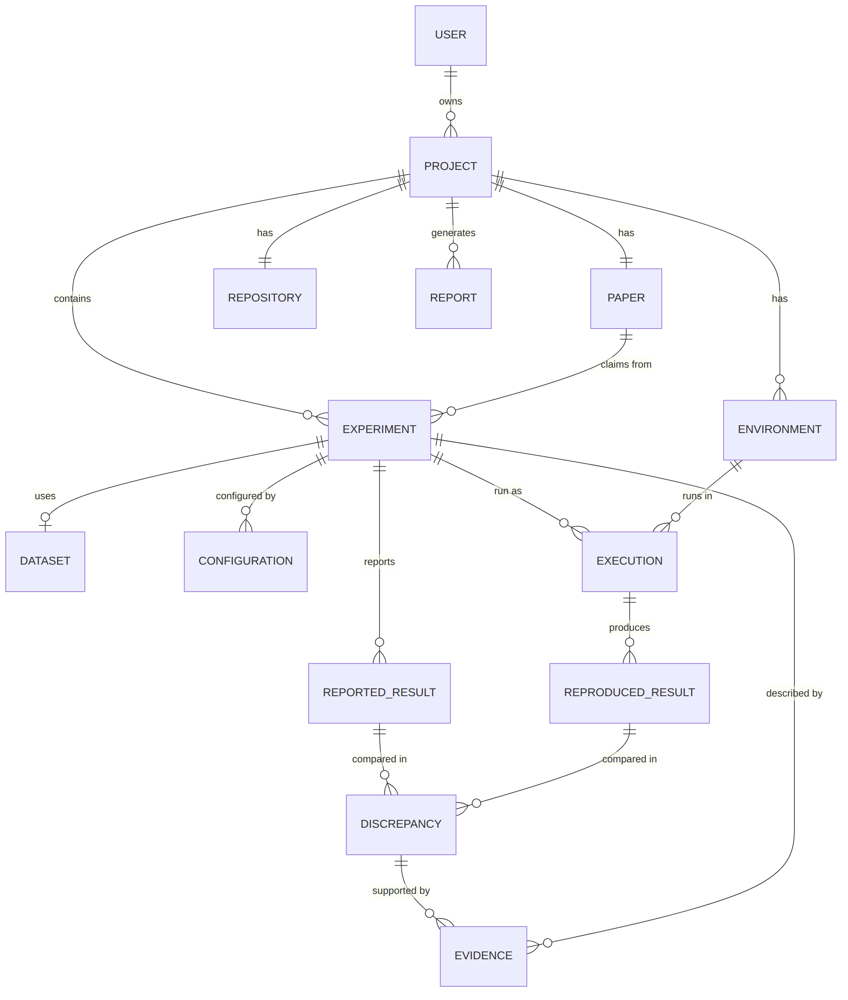 USER
owns
PROJECT
has
generates
has
contains
REPOSITORY
REPORT
PAPER
has
claims from
EXPERIMENT
ENVIRONMENT
uses
configured by
run as
runs in
DATASET
CONFIGURATION
reports
EXECUTION
produces
REPORTED_RESULT
REPRODUCED_RESULT
described by
compared in
compared in
DISCREPANCY
supported by
EVIDENCE